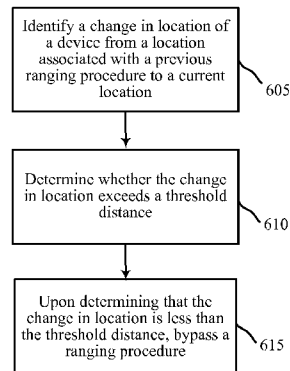 Identify a change in location of
a device from a location
associated with a previous
ranging procedure to a current
location
605
Determine whether the change
in location exceeds a threshold
distance
610
Upon determining that the
change in location is less than
the threshold distance, bypass a
ranging procedure
615